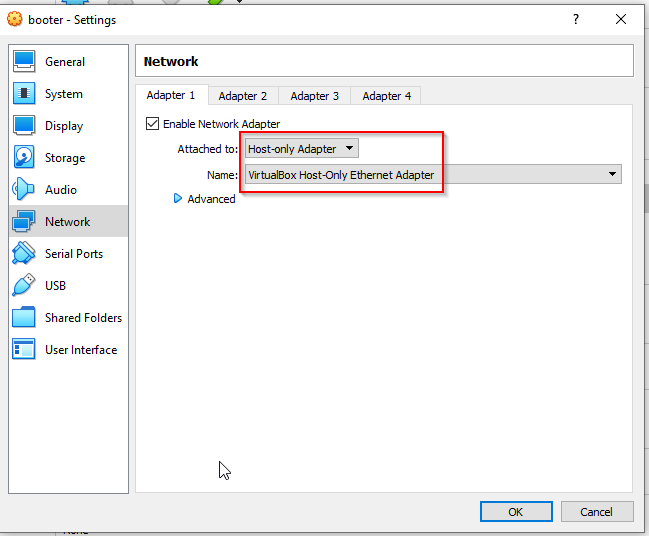 booter - Settings
?
General
System
Display
Storage
Audio
Network
Serial Ports
USB
Shared Folders
User Interface
Network
Adapter 1 Adapter 2 Adapter 3 Adapter 4
Enable Network Adapter
Attached to: Host-only Adapter
Name: VirtualBox Host-Only Ethernet Adapter
Advanced
OK Cancel